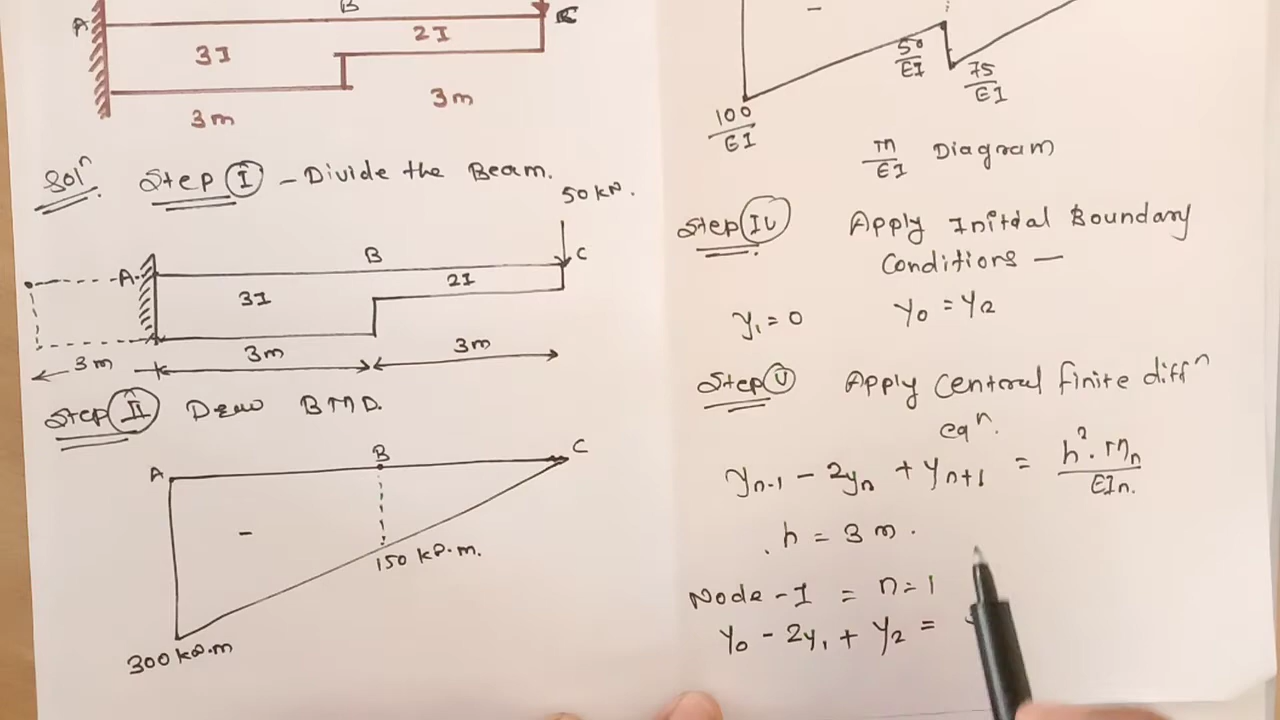 A
B
C
3I
2I
3m
3m
Solⁿ. Step I - Divide the Beam.
50 kN.
A
B
C
3I
2I
3m
3m
3m
Step II Draw BMD.
A
B
C
-
150 kN.m.
300 kN.m
-
50/EI
75/EI
100/EI
M/EI Diagram
Step IV Apply Initial Boundary
Conditions —
y₁ = 0 y₀ = y₂
Step V Apply Central finite diffⁿ
eqⁿ.
yₙ₋₁ - 2yₙ + yₙ₊₁ = h².Mₙ/EIₙ.
h = 3 m.
Node - I = n = 1
y₀ - 2y₁ + y₂ =